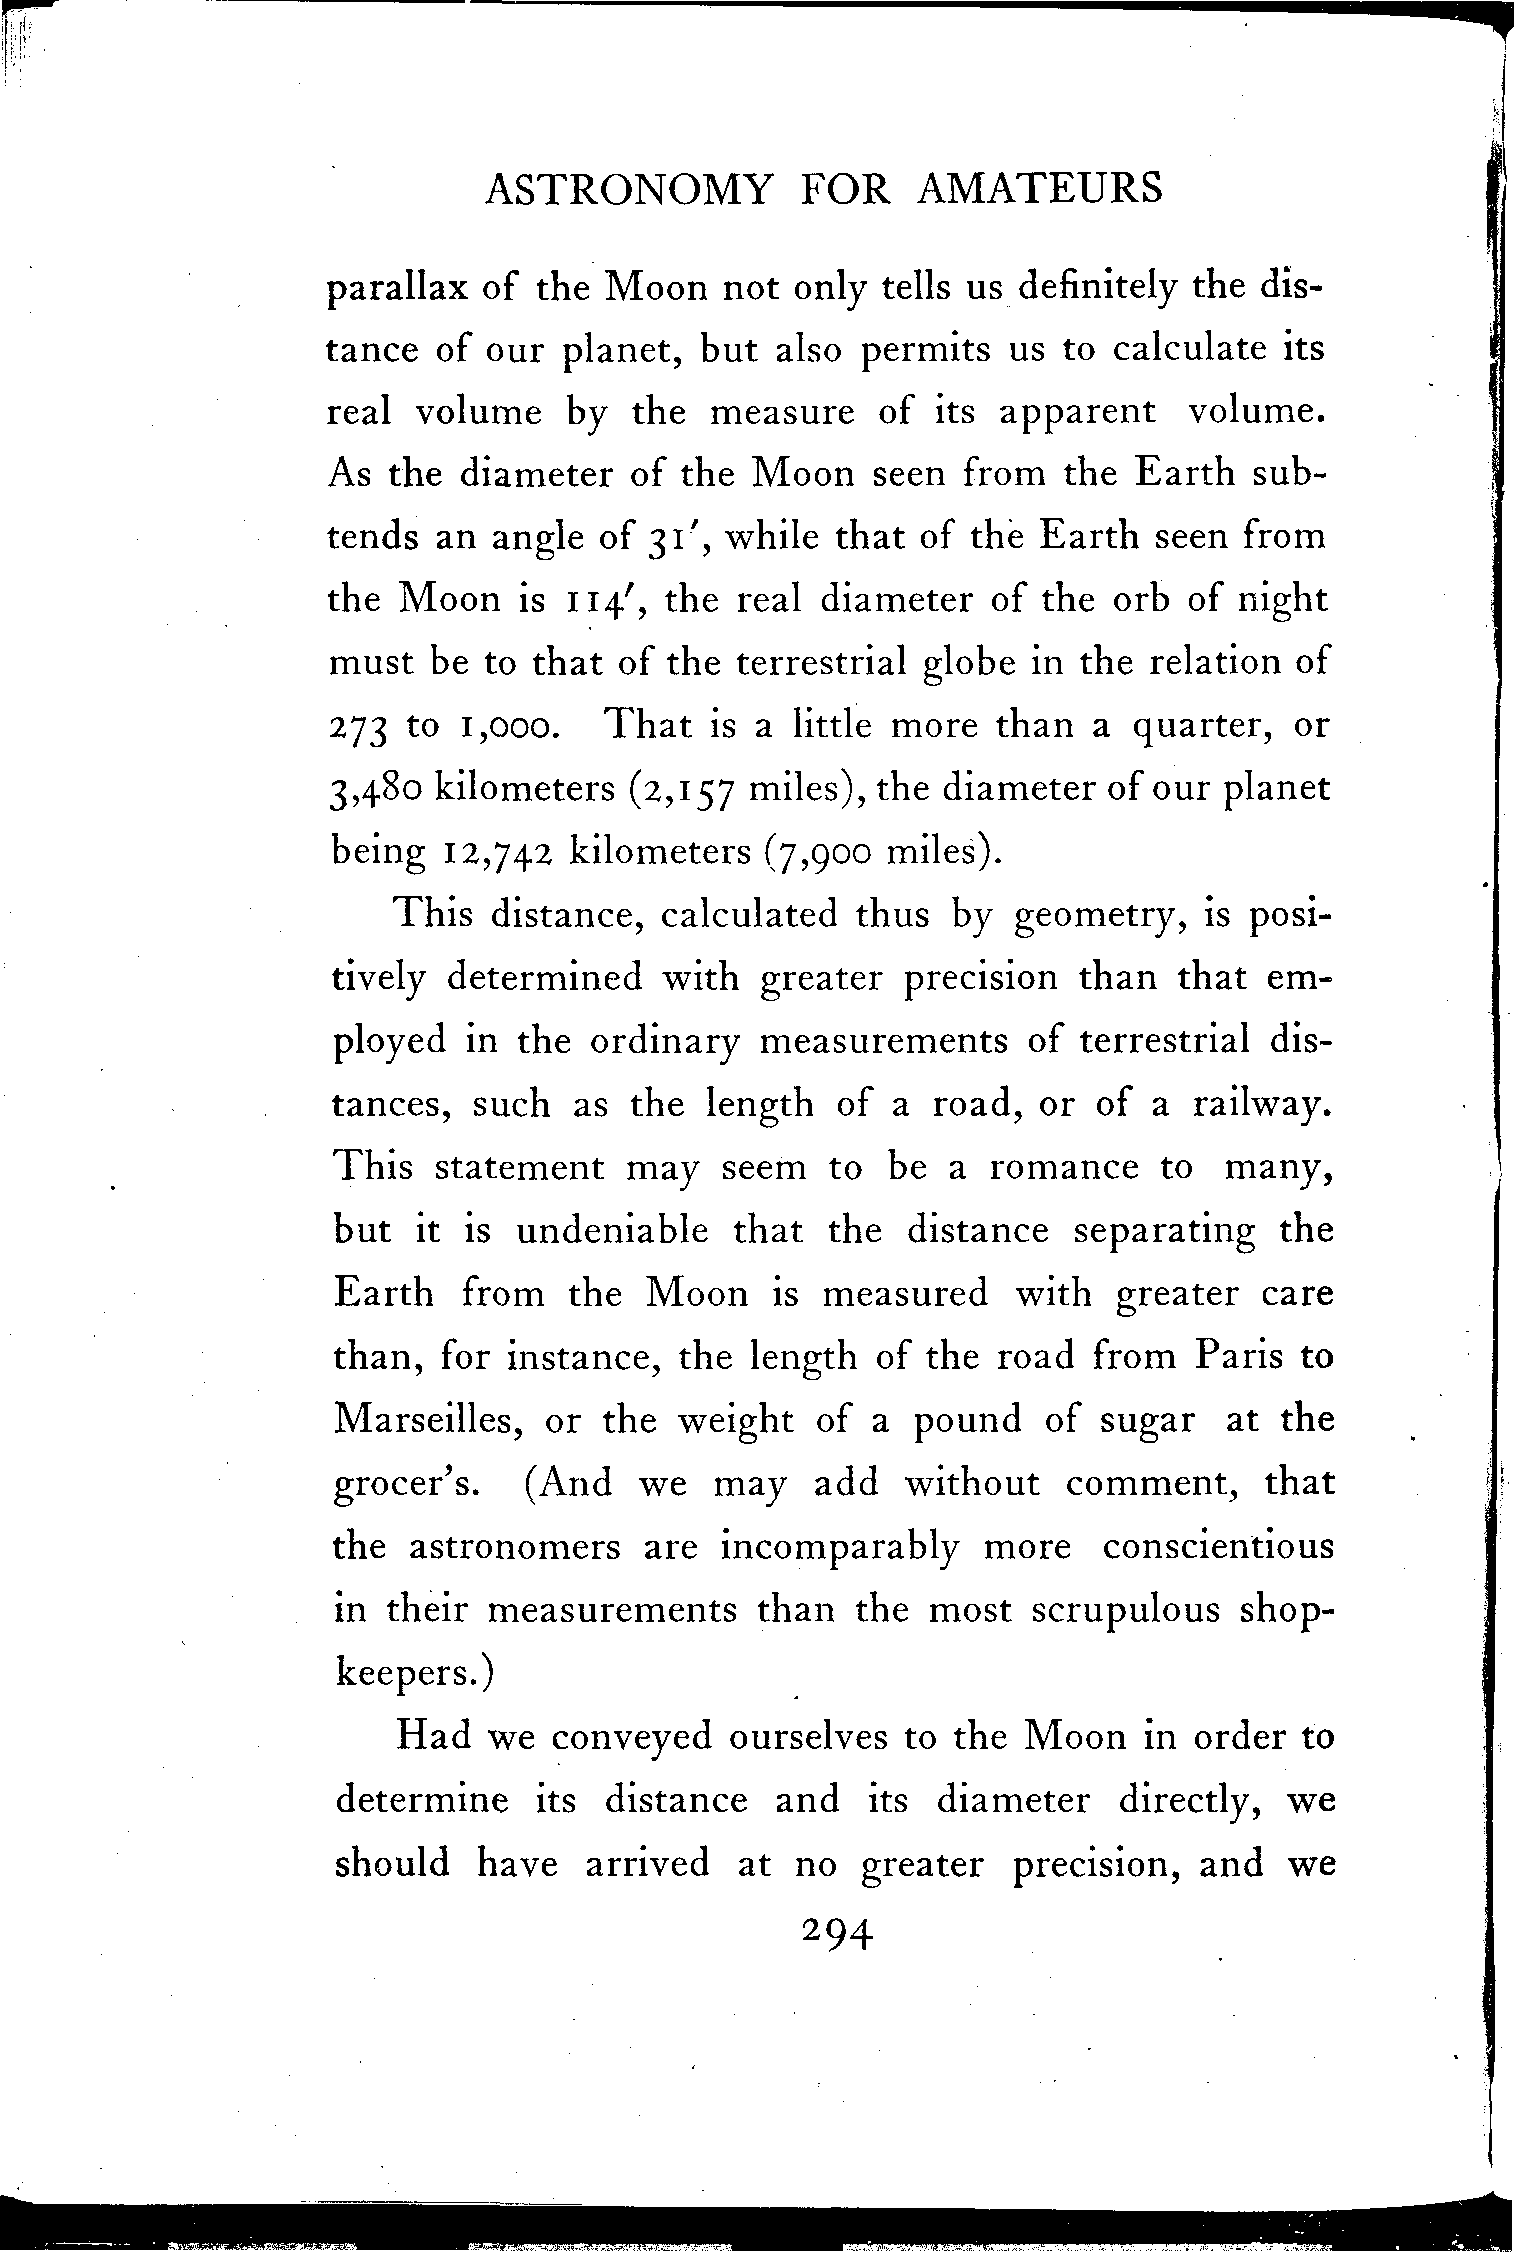 ASTRONOMY FOR AMATEURS
parallax of the Moon not only tells us definitely the dis-
tance of our planet, but also permits us to calculate its
real volume by the measure of its apparent volume.
As the diameter of the Moon seen from the Earth sub-
tends an angle of 31′, while that of the Earth seen from
the Moon is 114′, the real diameter of the orb of night
must be to that of the terrestrial globe in the relation of
273 to 1,000. That is a little more than a quarter, or
3,480 kilometers (2,157 miles), the diameter of our planet
being 12,742 kilometers (7,900 miles).
This distance, calculated thus by geometry, is posi-
tively determined with greater precision than that em-
ployed in the ordinary measurements of terrestrial dis-
tances, such as the length of a road, or of a railway.
This statement may seem to be a romance to many,
but it is undeniable that the distance separating the
Earth from the Moon is measured with greater care
than, for instance, the length of the road from Paris to
Marseilles, or the weight of a pound of sugar at the
grocer's. (And we may add without comment, that
the astronomers are incomparably more conscientious
in their measurements than the most scrupulous shop-
keepers.)
Had we conveyed ourselves to the Moon in order to
determine its distance and its diameter directly, we
should have arrived at no greater precision, and we
294